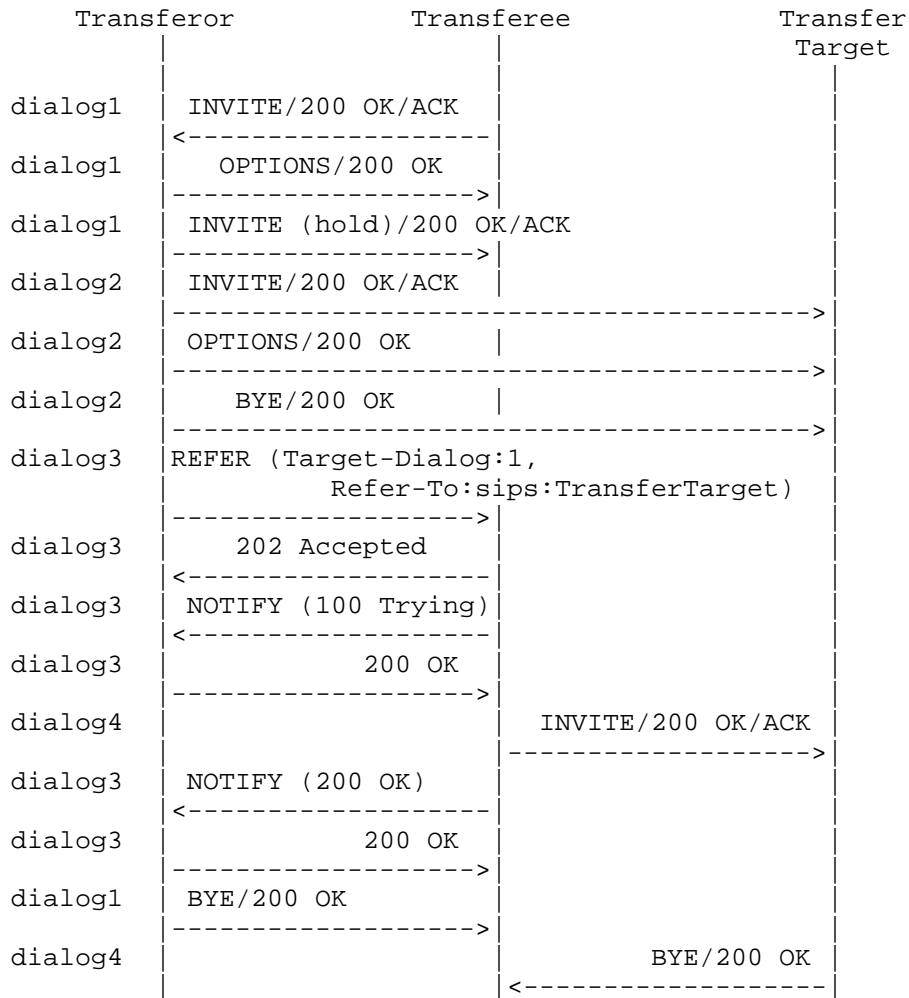 Transferor Transferee Transfer
Target
dialog1 INVITE/200 OK/ACK
dialog1 OPTIONS/200 OK
dialog1 INVITE (hold)/200 OK/ACK
dialog2 INVITE/200 OK/ACK
dialog2 OPTIONS/200 OK
dialog2 BYE/200 OK
dialog3 REFER (Target-Dialog:1,
Refer-To:sips:TransferTarget)
dialog3 202 Accepted
dialog3 NOTIFY (100 Trying)
dialog3 200 OK
dialog4 INVITE/200 OK/ACK
dialog3 NOTIFY (200 OK)
dialog3 200 OK
dialog1 BYE/200 OK
dialog4 BYE/200 OK